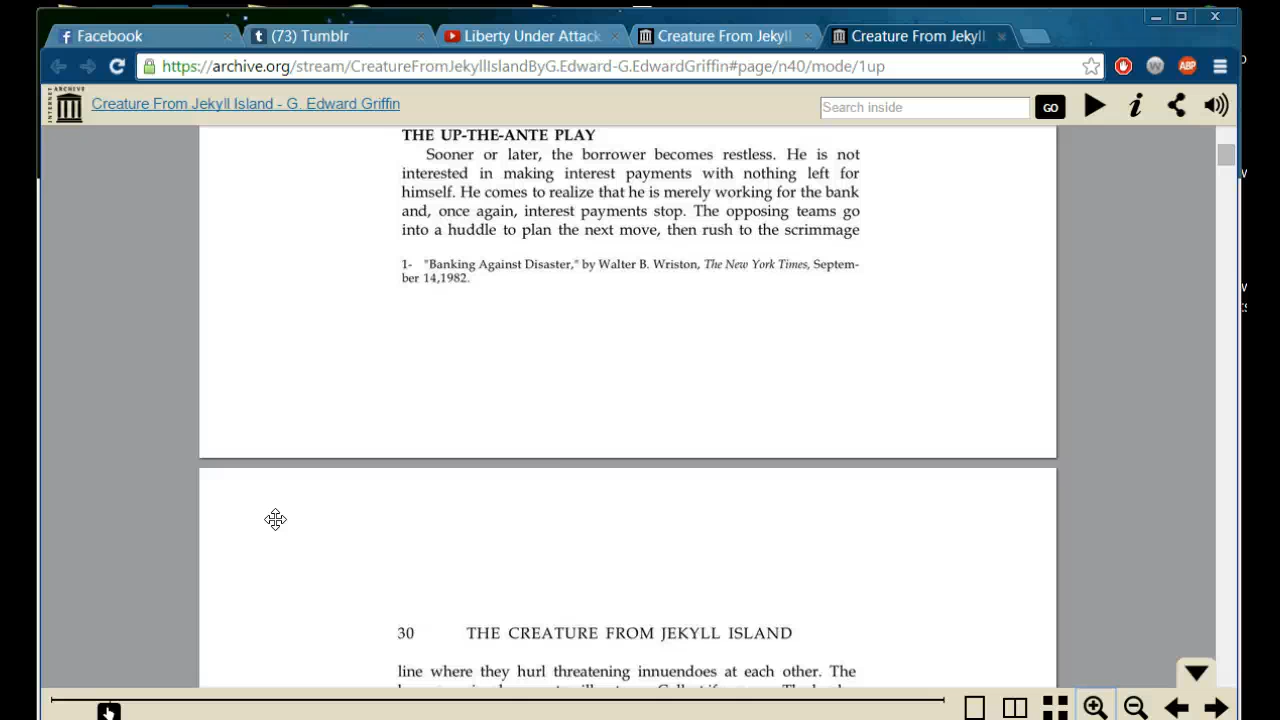 Facebook
(73) Tumblr
Liberty Under Attack
Creature From Jekyll
Creature From Jekyll
https://archive.org/stream/CreatureFromJekyllIslandByG.Edward-G.EdwardGriffin#page/n40/mode/1up
ABP
INTERNET ARCHIVE
Creature From Jekyll Island - G. Edward Griffin
Search inside
GO
THE UP-THE-ANTE PLAY
Sooner or later, the borrower becomes restless. He is not
interested in making interest payments with nothing left for
himself. He comes to realize that he is merely working for the bank
and, once again, interest payments stop. The opposing teams go
into a huddle to plan the next move, then rush to the scrimmage
1- "Banking Against Disaster," by Walter B. Wriston, The New York Times, Septem-
ber 14,1982.
30 THE CREATURE FROM JEKYLL ISLAND
line where they hurl threatening innuendoes at each other. The